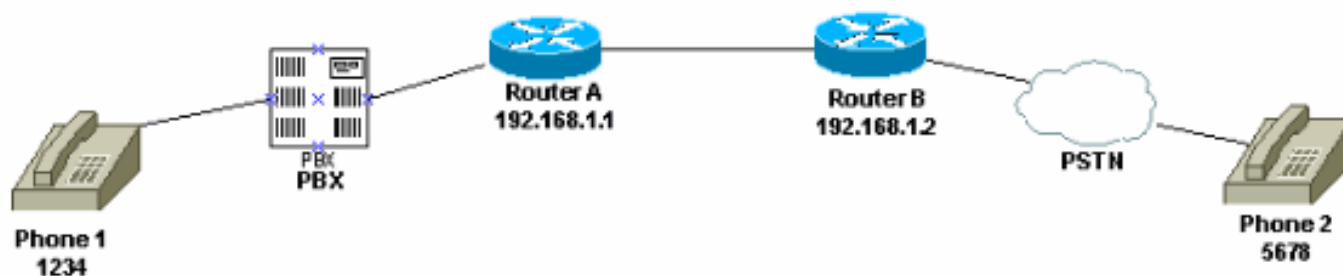 Router A
192.168.1.1
Router B
192.168.1.2
PBX
PBX
PSTN
Phone 1
1234
Phone 2
5678